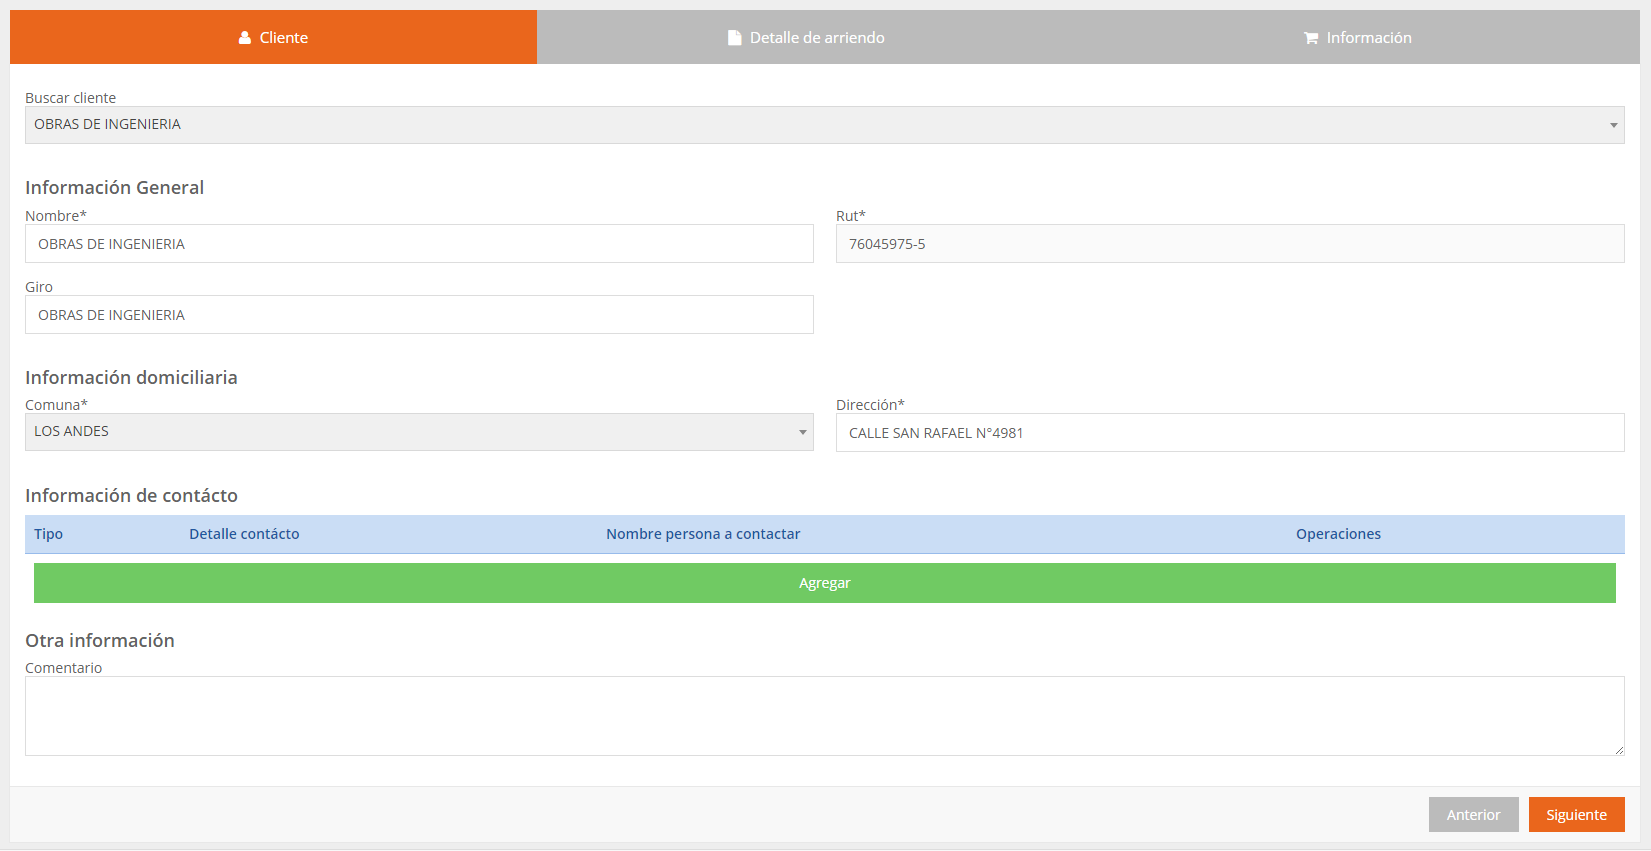 Cliente
Detalle de arriendo
Información
Buscar cliente
OBRAS DE INGENIERIA
Información General
Nombre*
Rut*
OBRAS DE INGENIERIA
76045975-5
Giro
OBRAS DE INGENIERIA
Información domiciliaria
Comuna*
Dirección*
LOS ANDES
CALLE SAN RAFAEL N°4981
Información de contácto
Tipo
Detalle contácto
Nombre persona a contactar
Operaciones
Agregar
Otra información
Comentario
Anterior
Siguiente